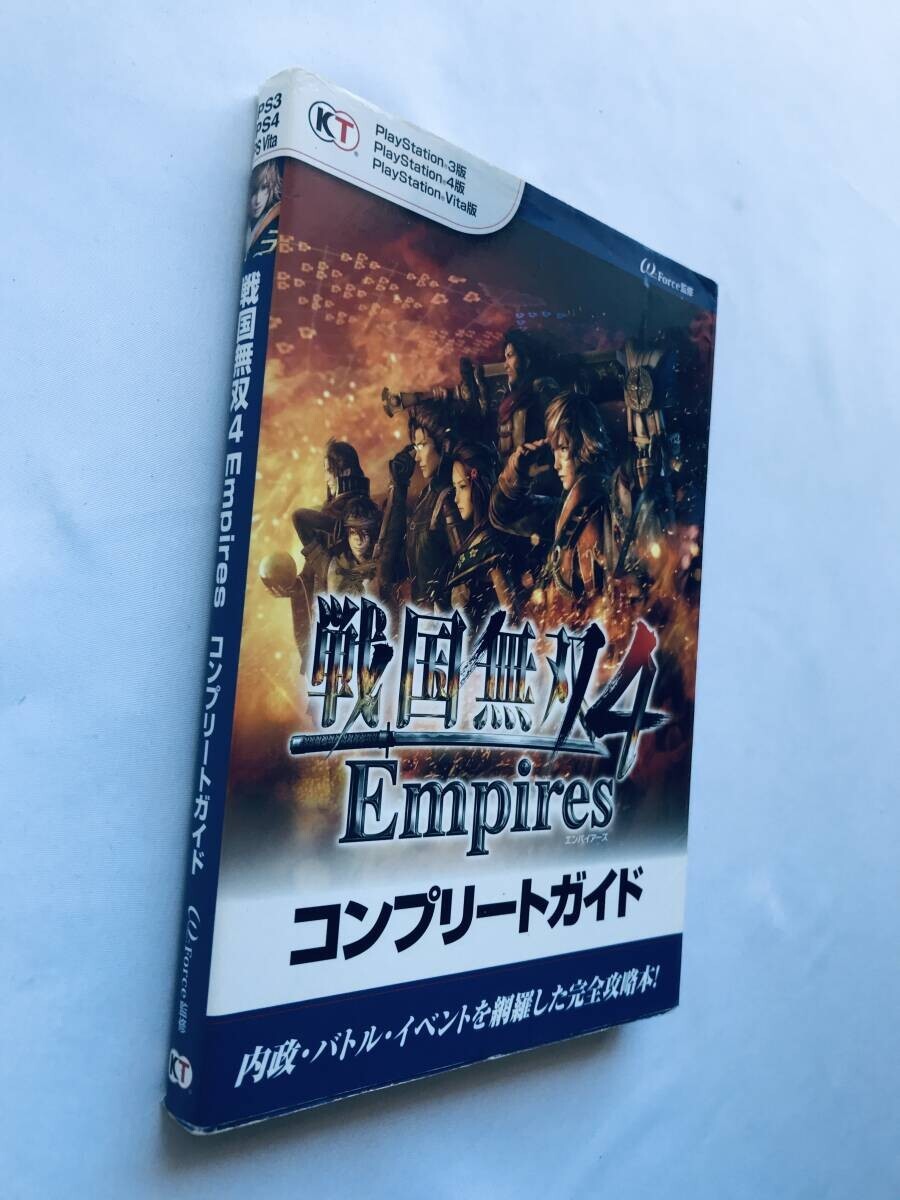 PS3
PS4
PS Vita
戦国無双4 Empires コンプリートガイド
ω-Force監修
KT
KT
PlayStation®3版
PlayStation®4版
PlayStation®Vita版
ω-Force監修
戦国無双4
Empires
エンパイアーズ
コンプリートガイド
内政・バトル・イベントを網羅した完全攻略本!